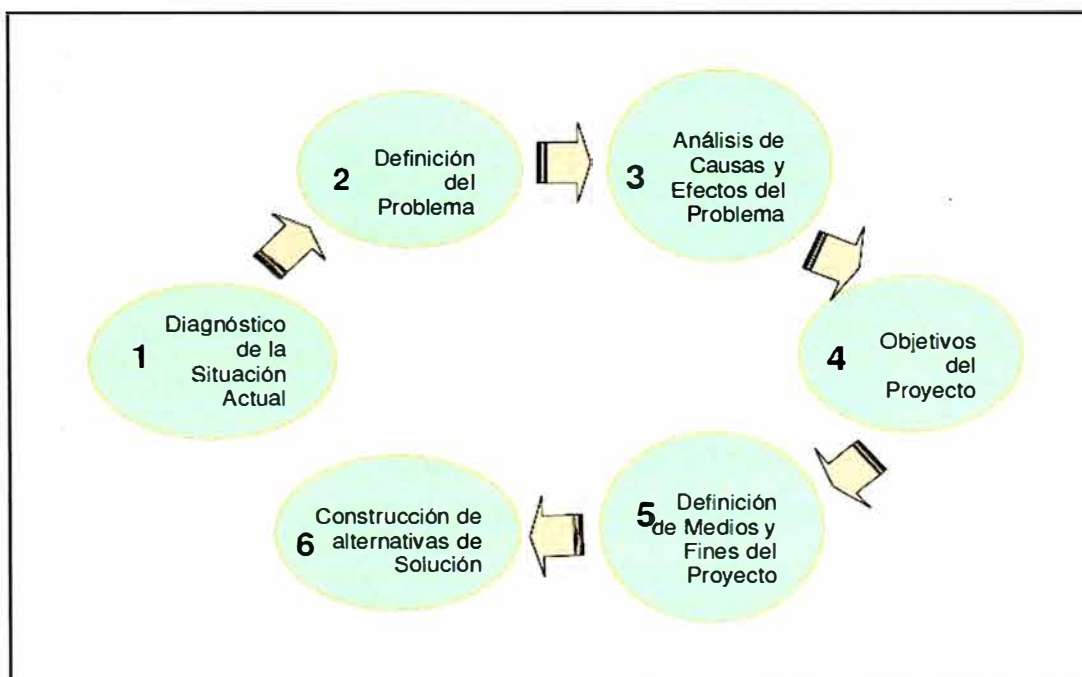 1
Diagnóstico
de la
Situación
Actual
2
Definición
del
Problema
3
Análisis de
Causas y
Efectos del
Problema
4
Objetivos
del
Proyecto
5
Definición
de Medios y
Fines del
Proyecto
6
Construcción de
alternativas de
Solución